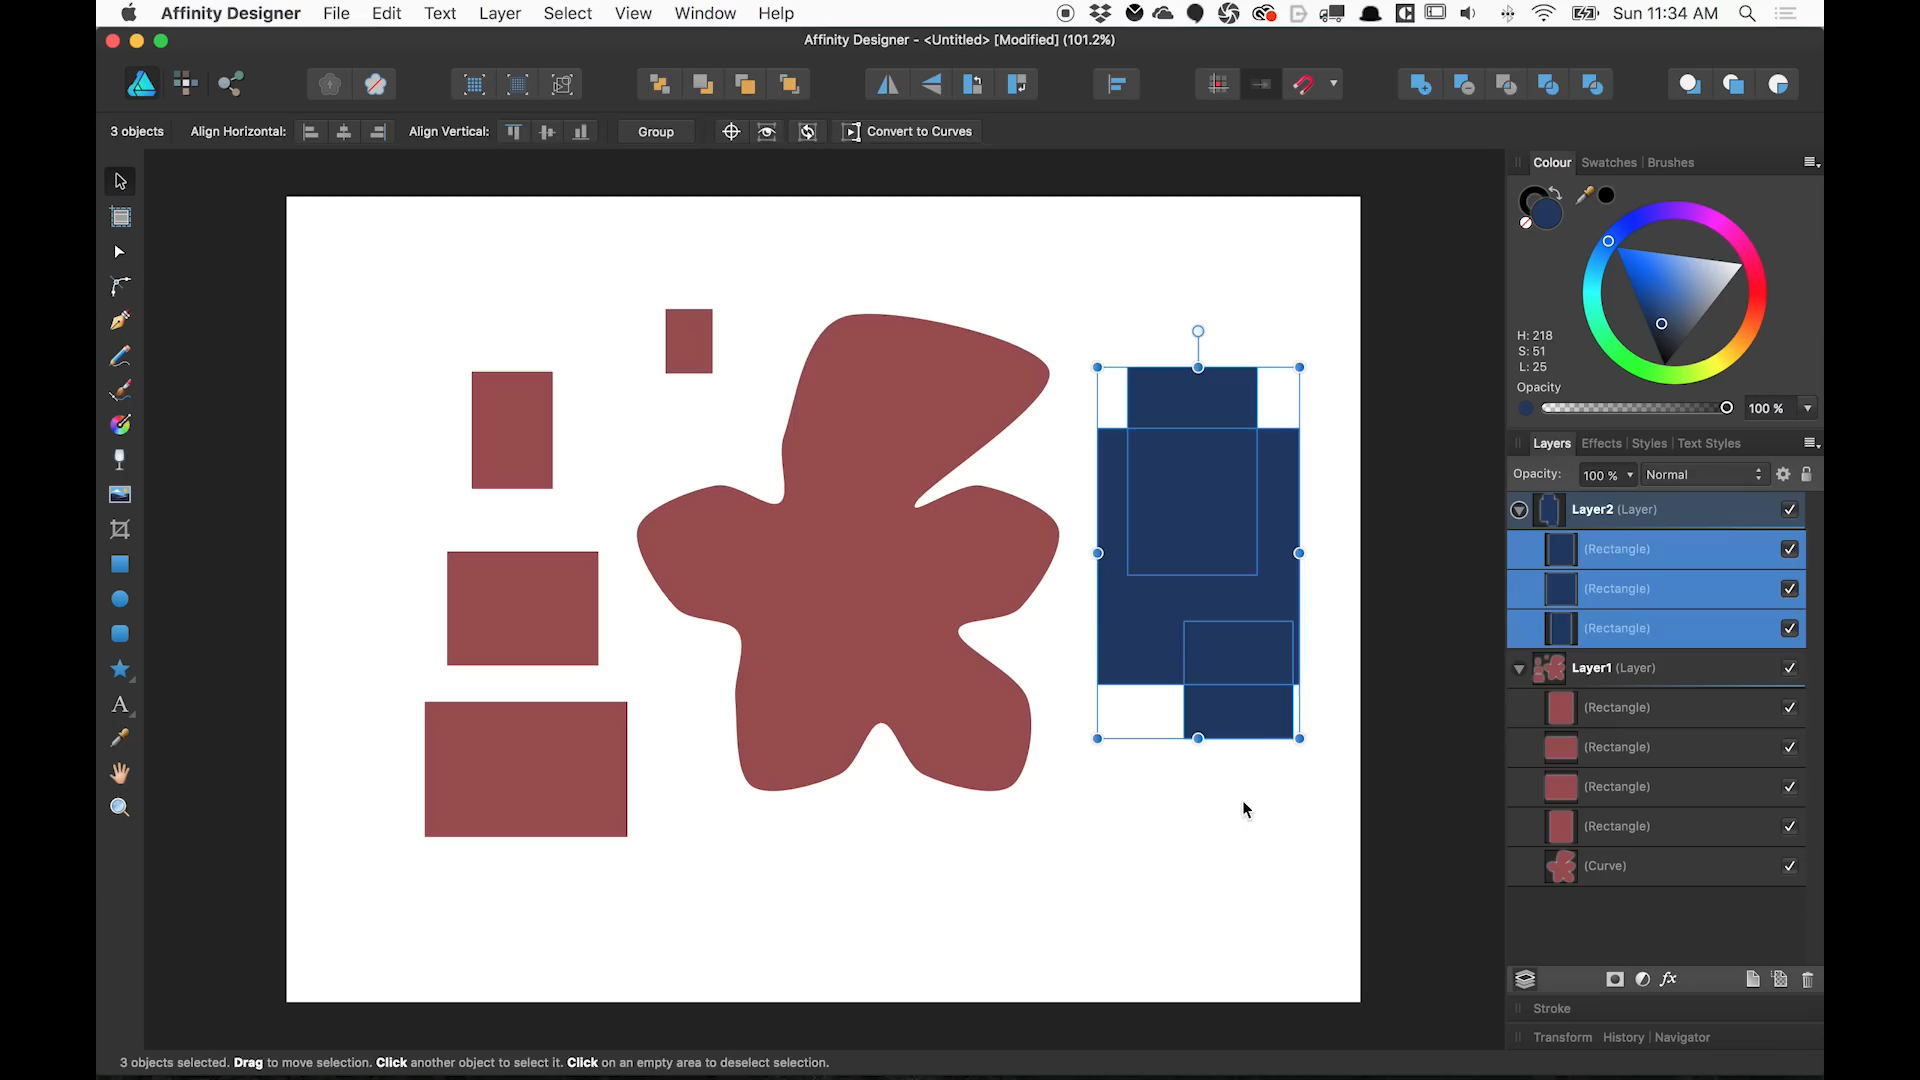 Affinity Designer File Edit Text Layer Select View Window Help Sun 11:34 AM
Affinity Designer - <Untitled> [Modified] (101.2%)
3 objects Align Horizontal: Align Vertical: Group Convert to Curves
Colour Swatches Brushes
H: 218
S: 51
L: 25
Opacity
100 %
Layers Effects Styles Text Styles
Opacity: 100 % Normal
Layer2 (Layer)
(Rectangle)
(Rectangle)
(Rectangle)
Layer1 (Layer)
(Rectangle)
(Rectangle)
(Rectangle)
(Rectangle)
(Curve)
fx
Stroke
Transform History Navigator
3 objects selected. Drag to move selection. Click another object to select it. Click on an empty area to deselect selection.